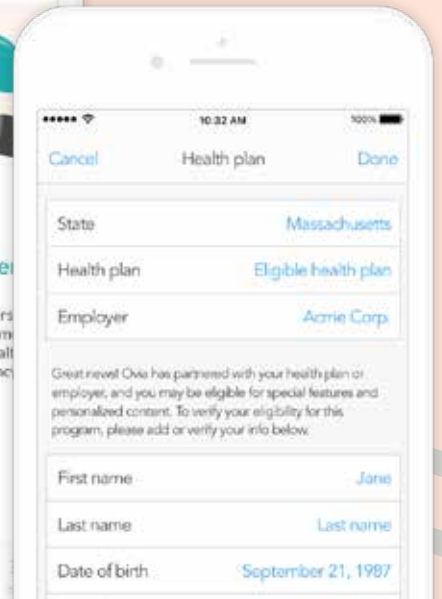 10:32 AM
100%
Cancel Health plan Done
State Massachusetts
Health plan Eligible health plan
Employer Acme Corp.
Great news! Ovia has partnered with your health plan or
employer, and you may be eligible for special features and
personalized content. To verify your eligibility for this
program, please add or verify your info below.
First name Jane
Last name Last name
Date of birth September 21, 1987